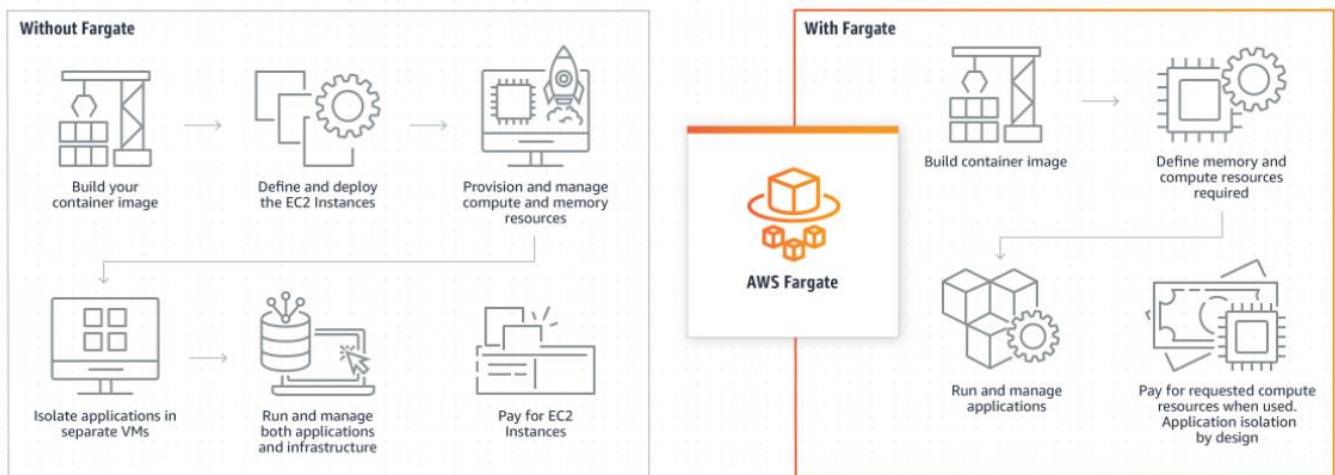 Without Fargate
Build your
container image
Define and deploy
the EC2 Instances
Provision and manage
compute and memory
resources
Isolate applications in
separate VMs
Run and manage
both applications
and infrastructure
Pay for EC2
Instances
AWS Fargate
With Fargate
Build container image
Define memory and
compute resources
required
Run and manage
applications
Pay for requested compute
resources when used.
Application isolation
by design